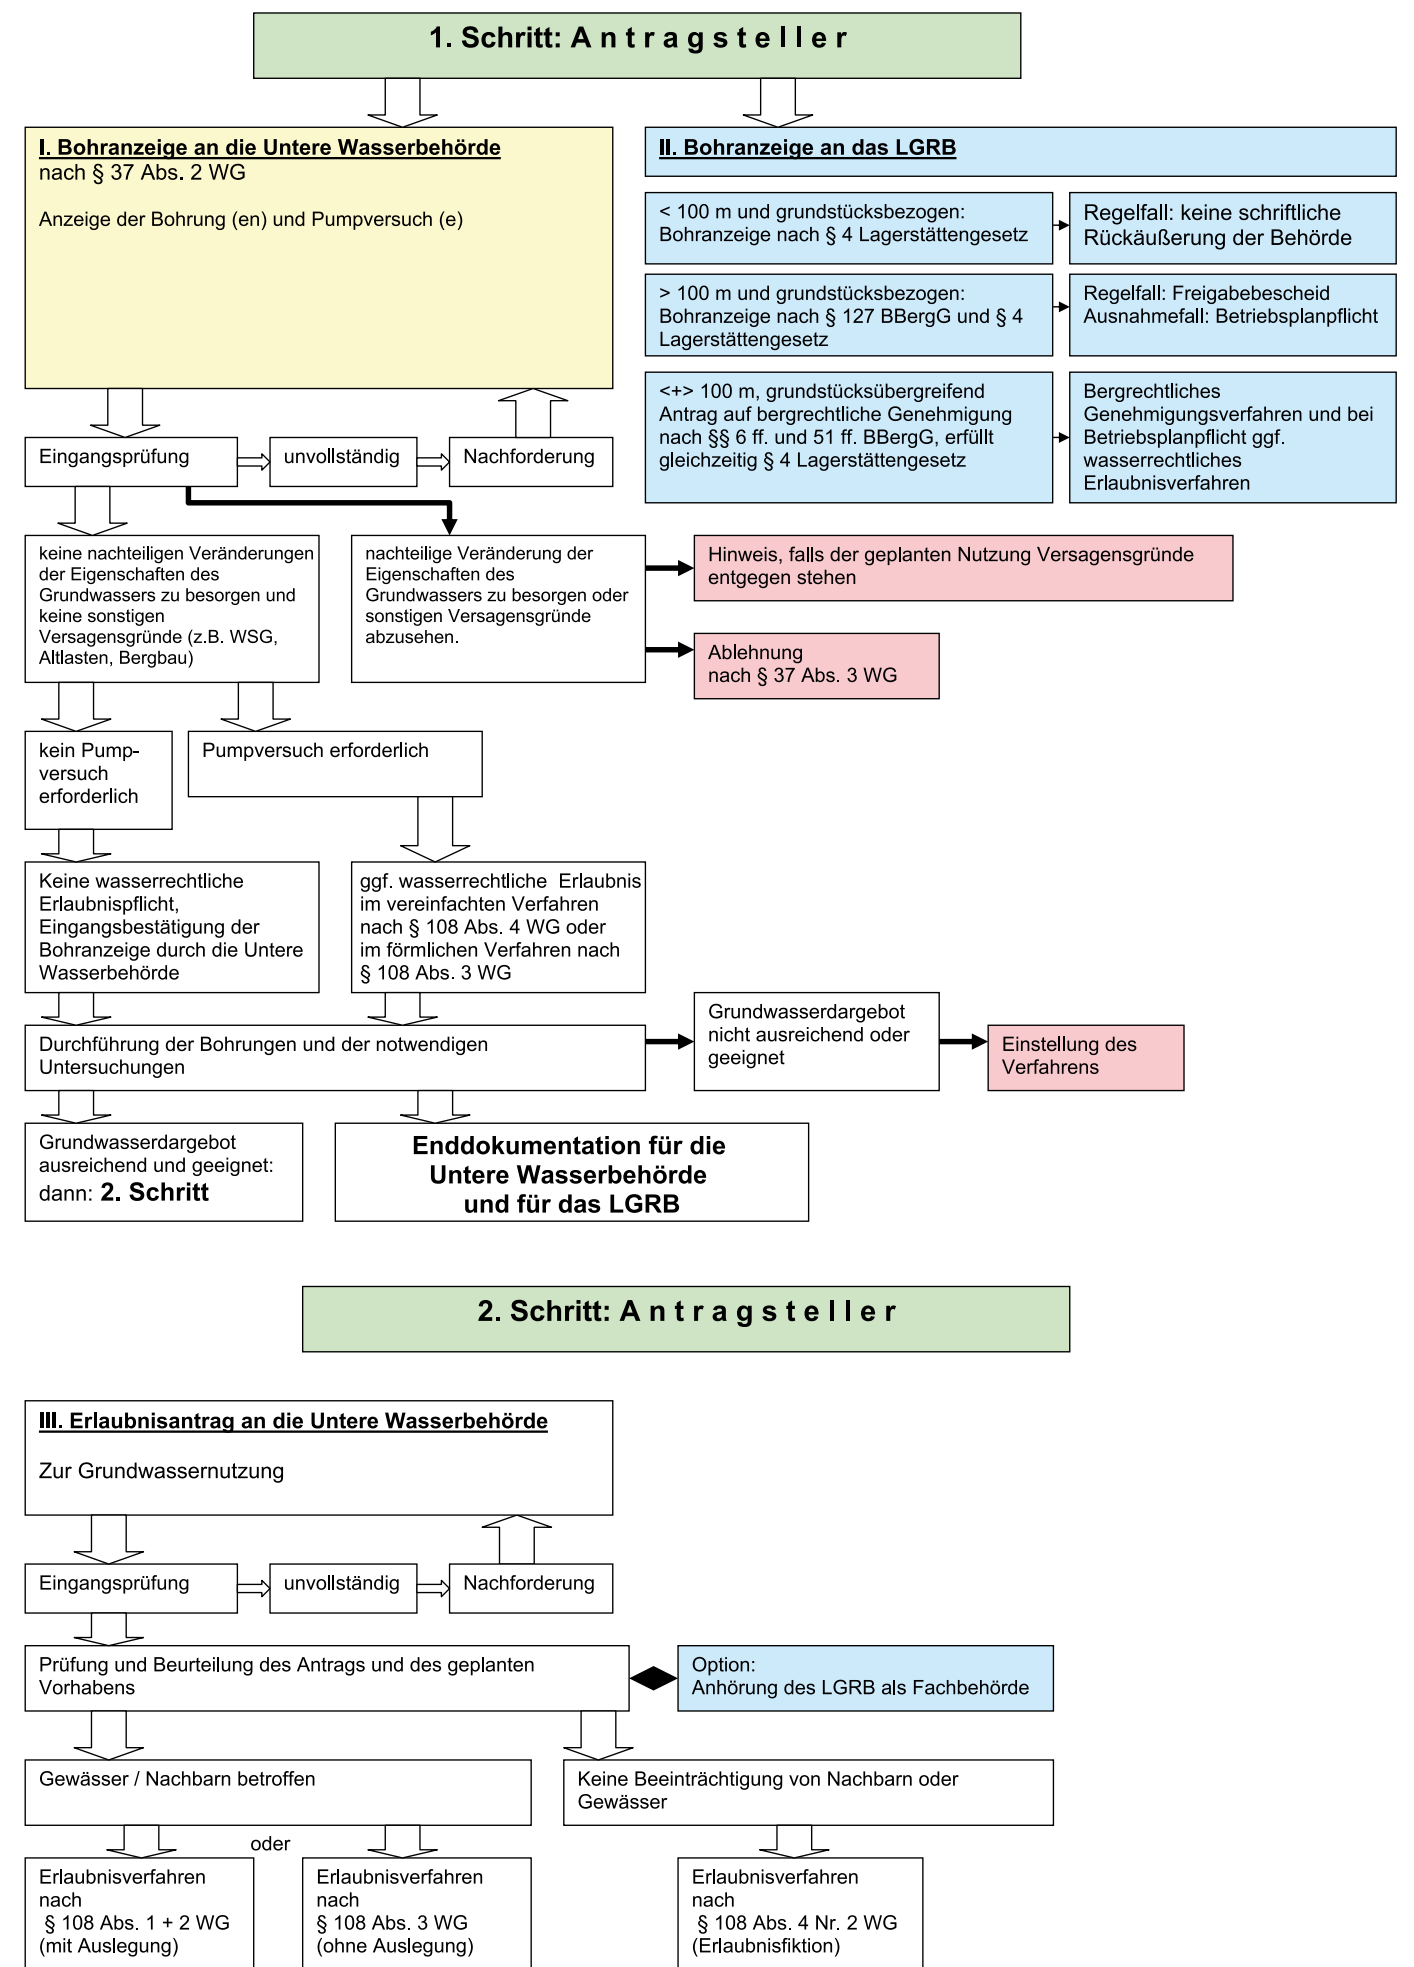 1. Schritt: A n t r a g s t e l l e r
I. Bohranzeige an die Untere Wasserbehörde
nach § 37 Abs. 2 WG
Anzeige der Bohrung (en) und Pumpversuch (e)
II. Bohranzeige an das LGRB
< 100 m und grundstücksbezogen:
Bohranzeige nach § 4 Lagerstättengesetz
Regelfall: keine schriftliche
Rückäußerung der Behörde
> 100 m und grundstücksbezogen:
Bohranzeige nach § 127 BBergG und § 4
Lagerstättengesetz
Regelfall: Freigabebescheid
Ausnahmefall: Betriebsplanpflicht
<+> 100 m, grundstücksübergreifend
Antrag auf bergrechtliche Genehmigung
nach §§ 6 ff. und 51 ff. BBergG, erfüllt
gleichzeitig § 4 Lagerstättengesetz
Bergrechtliches
Genehmigungsverfahren und bei
Betriebsplanpflicht ggf.
wasserrechtliches
Erlaubnisverfahren
Eingangsprüfung
unvollständig
Nachforderung
keine nachteiligen Veränderungen
der Eigenschaften des
Grundwassers zu besorgen und
keine sonstigen
Versagensgründe (z.B. WSG,
Altlasten, Bergbau)
nachteilige Veränderung der
Eigenschaften des
Grundwassers zu besorgen oder
sonstigen Versagensgründe
abzusehen.
Hinweis, falls der geplanten Nutzung Versagensgründe
entgegen stehen
Ablehnung
nach § 37 Abs. 3 WG
kein Pump-
versuch
erforderlich
Pumpversuch erforderlich
Keine wasserrechtliche
Erlaubnispflicht,
Eingangsbestätigung der
Bohranzeige durch die Untere
Wasserbehörde
ggf. wasserrechtliche Erlaubnis
im vereinfachten Verfahren
nach § 108 Abs. 4 WG oder
im förmlichen Verfahren nach
§ 108 Abs. 3 WG
Durchführung der Bohrungen und der notwendigen
Untersuchungen
Grundwasserdargebot
nicht ausreichend oder
geeignet
Einstellung des
Verfahrens
Grundwasserdargebot
ausreichend und geeignet:
dann: 2. Schritt
Enddokumentation für die
Untere Wasserbehörde
und für das LGRB
2. Schritt: A n t r a g s t e l l e r
III. Erlaubnisantrag an die Untere Wasserbehörde
Zur Grundwassernutzung
Eingangsprüfung
unvollständig
Nachforderung
Prüfung und Beurteilung des Antrags und des geplanten
Vorhabens
Option:
Anhörung des LGRB als Fachbehörde
Gewässer / Nachbarn betroffen
Keine Beeinträchtigung von Nachbarn oder
Gewässer
oder
Erlaubnisverfahren
nach
§ 108 Abs. 1 + 2 WG
(mit Auslegung)
Erlaubnisverfahren
nach
§ 108 Abs. 3 WG
(ohne Auslegung)
Erlaubnisverfahren
nach
§ 108 Abs. 4 Nr. 2 WG
(Erlaubnisfiktion)